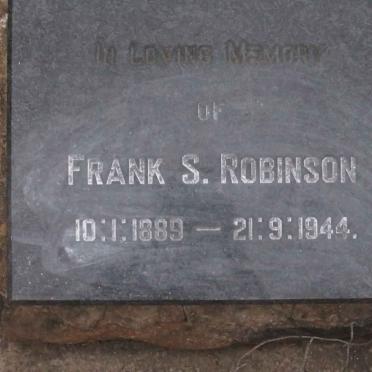 IN LOVING MEMORY
OF
FRANK S. ROBINSON
10:1:1889 — 21:9:1944.